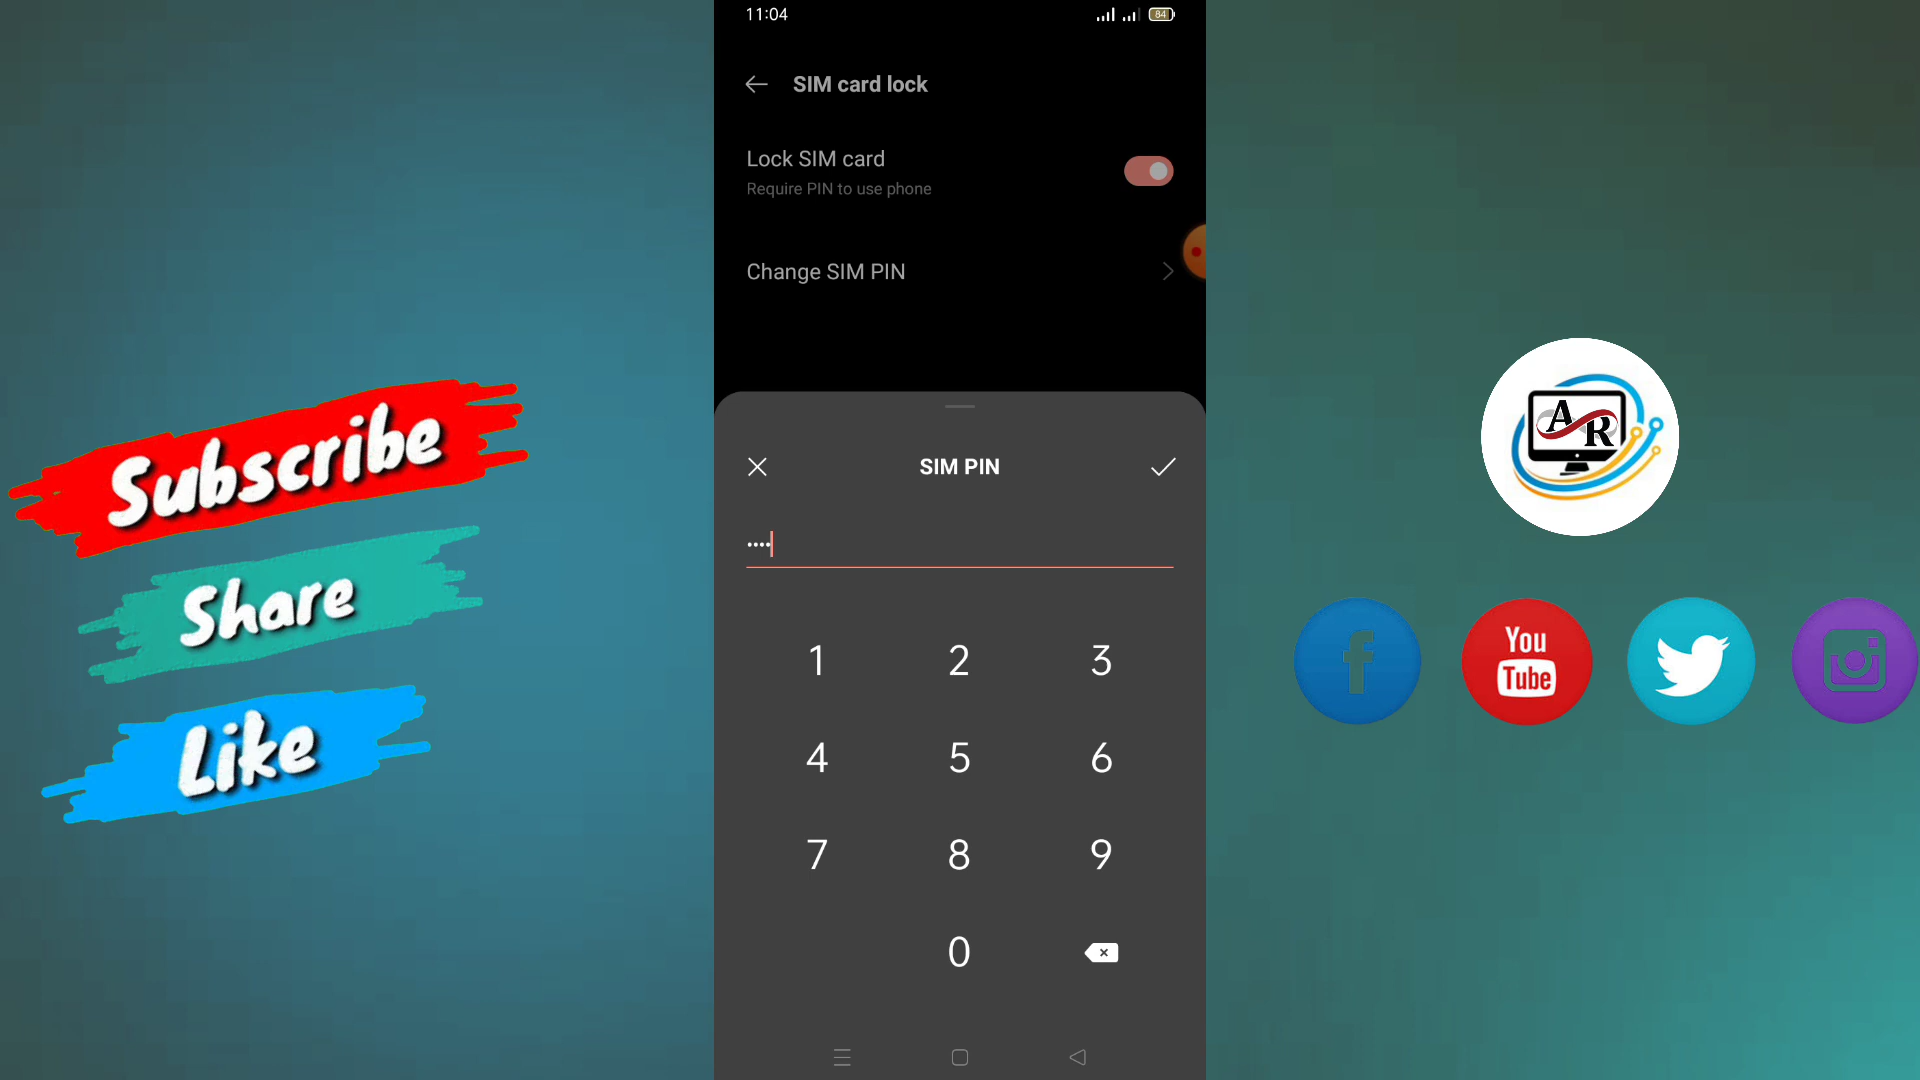 11:04
84
SIM card lock
Lock SIM card
Require PIN to use phone
Change SIM PIN
SIM PIN
••••
1 2 3
4 5 6
7 8 9
0
Subscribe
Share
Like
AR
You
Tube